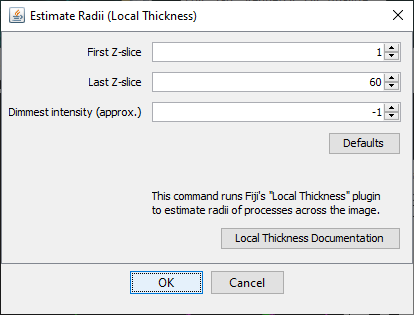 Estimate Radii (Local Thickness)
First Z-slice 1
Last Z-slice 60
Dimmest intensity (approx.) -1
Defaults
This command runs Fiji's "Local Thickness" plugin
to estimate radii of processes across the image.
Local Thickness Documentation
OK Cancel